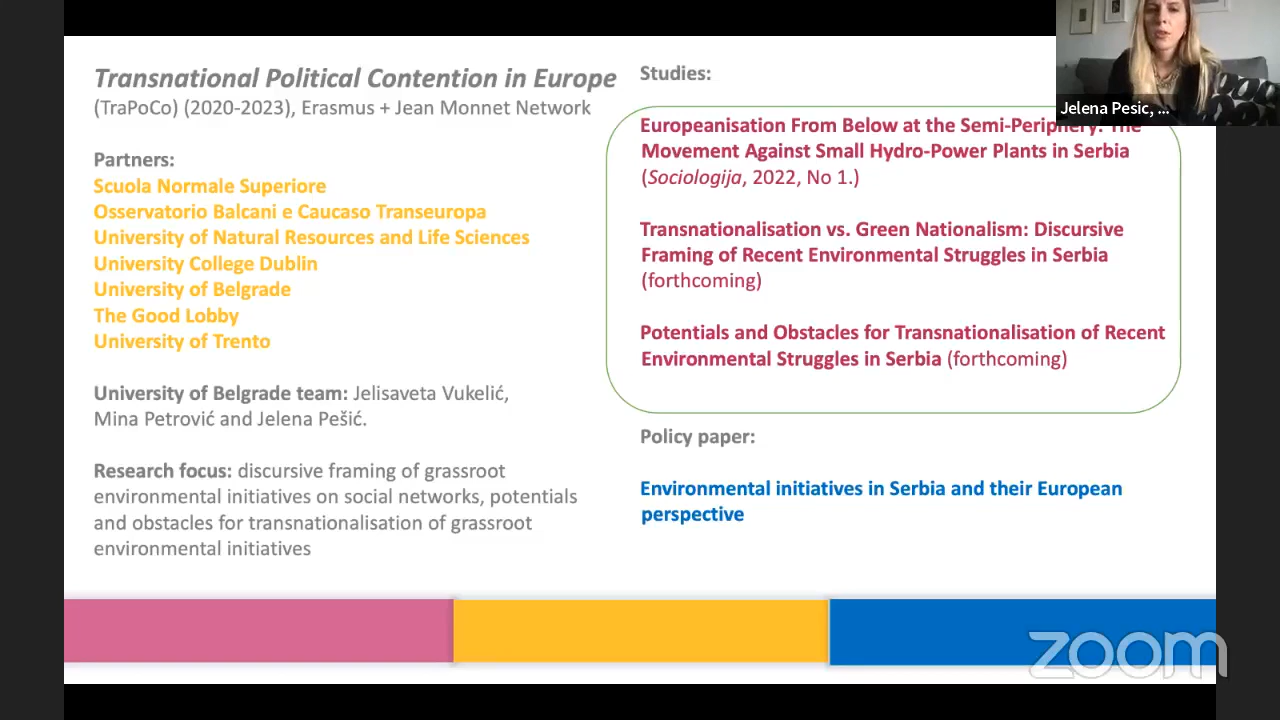 Transnational Political Contention in Europe
(TraPoCo) (2020-2023), Erasmus + Jean Monnet Network
Partners:
Scuola Normale Superiore
Osservatorio Balcani e Caucaso Transeuropa
University of Natural Resources and Life Sciences
University College Dublin
University of Belgrade
The Good Lobby
University of Trento
University of Belgrade team: Jelisaveta Vukelić,
Mina Petrović and Jelena Pešić.
Research focus: discursive framing of grassroot
environmental initiatives on social networks, potentials
and obstacles for transnationalisation of grassroot
environmental initiatives
Studies:
Europeanisation From Below at the Semi-Periphery: The
Movement Against Small Hydro-Power Plants in Serbia
(Sociologija, 2022, No 1.)
Transnationalisation vs. Green Nationalism: Discursive
Framing of Recent Environmental Struggles in Serbia
(forthcoming)
Potentials and Obstacles for Transnationalisation of Recent
Environmental Struggles in Serbia (forthcoming)
Policy paper:
Environmental initiatives in Serbia and their European
perspective
Jelena Pesic, ...
zoom